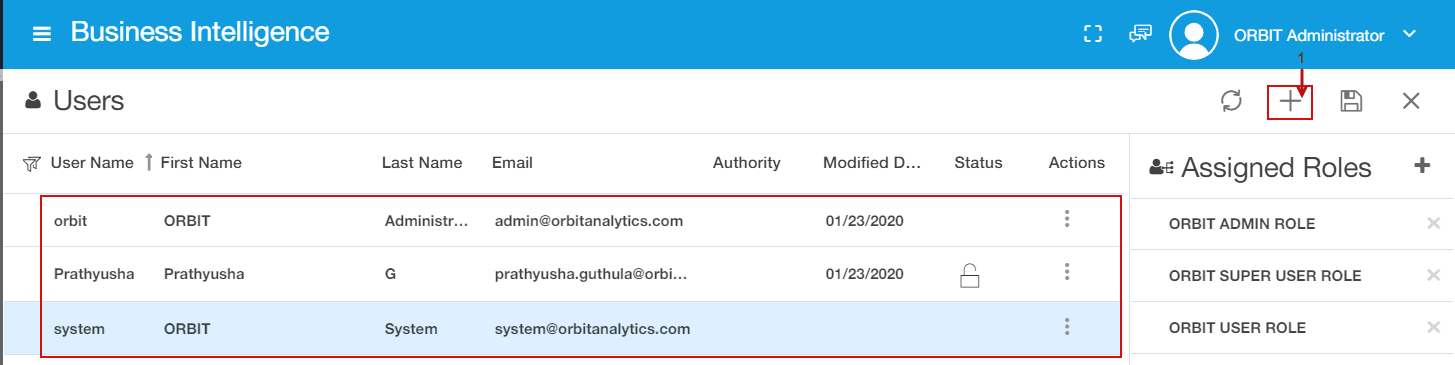 Business Intelligence
ORBIT Administrator
1
Users
User Name First Name Last Name Email Authority Modified D... Status Actions
Assigned Roles
orbit ORBIT Administr... admin@orbitanalytics.com 01/23/2020
ORBIT ADMIN ROLE
Prathyusha Prathyusha G prathyusha.guthula@orbi... 01/23/2020
ORBIT SUPER USER ROLE
system ORBIT System system@orbitanalytics.com
ORBIT USER ROLE